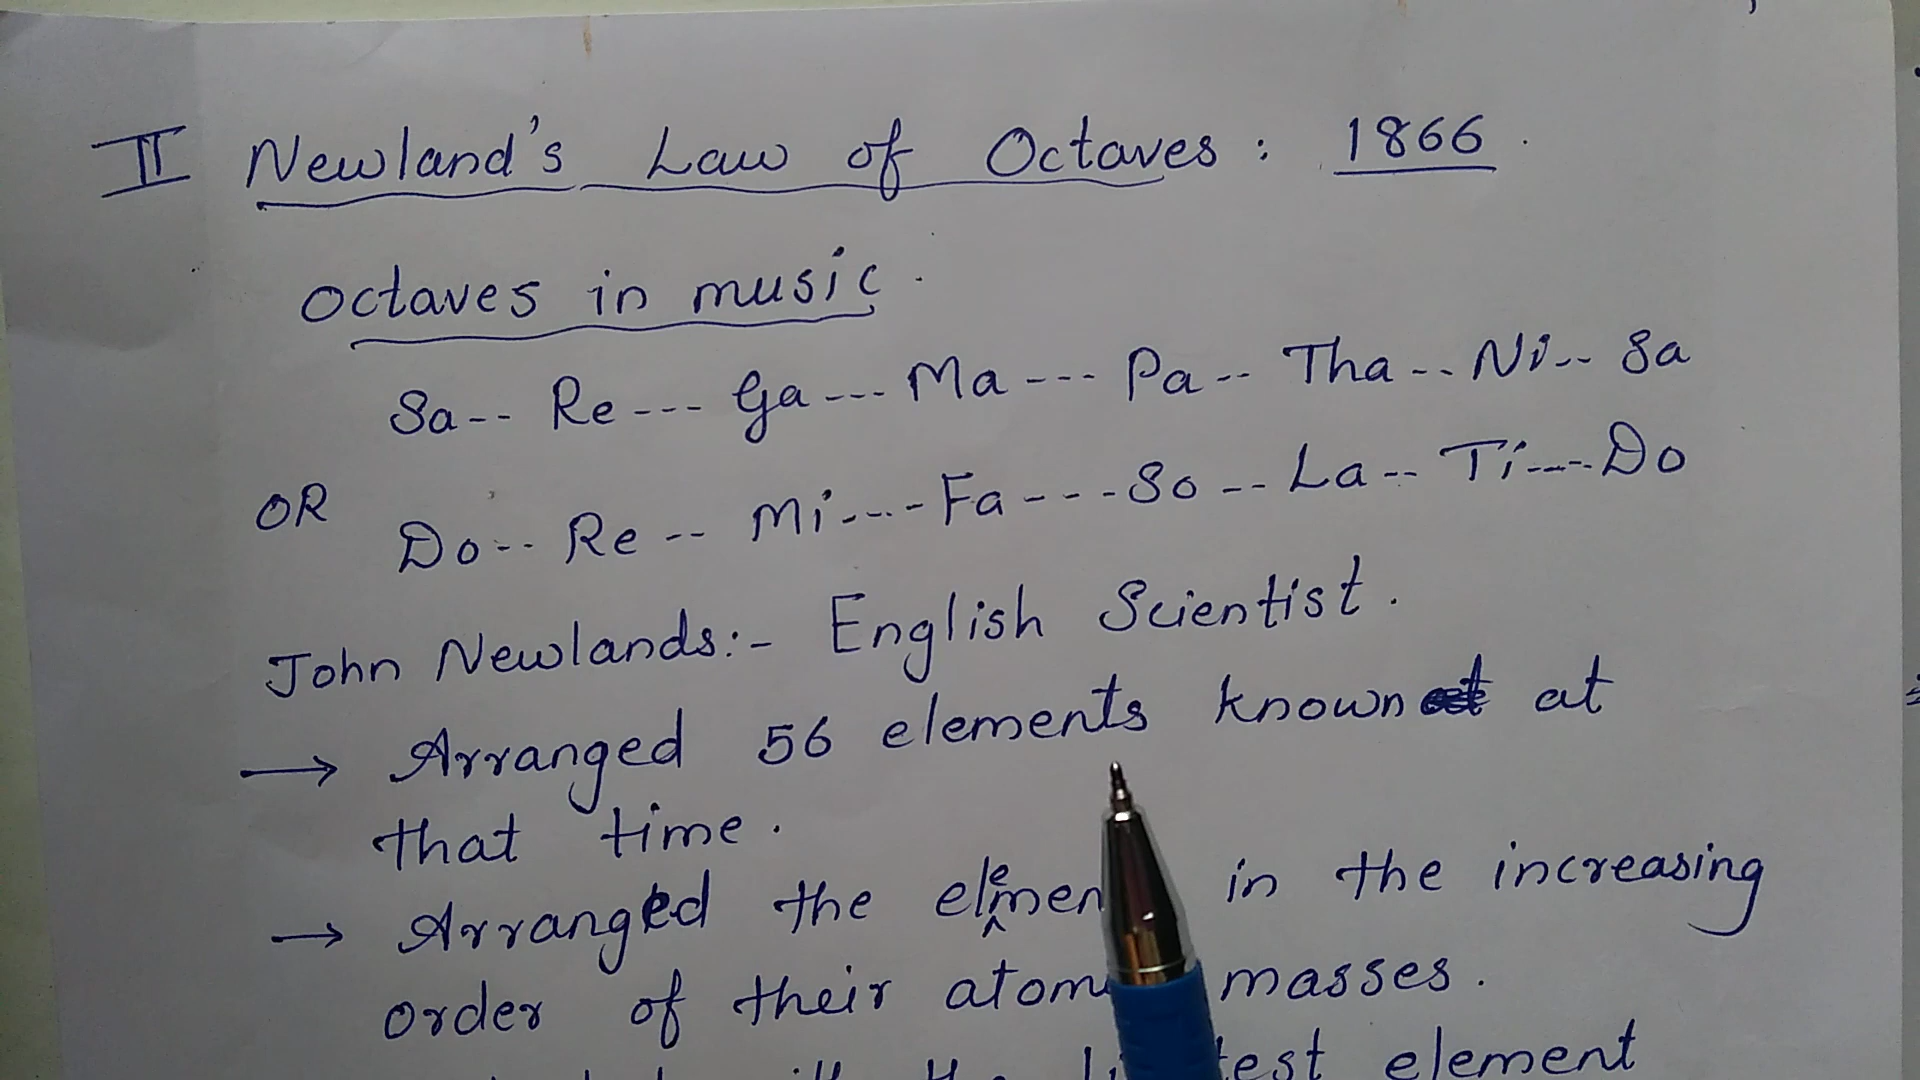 II Newland's Law of Octaves : 1866.
Octaves in music.
Sa-- Re--- Ga--- Ma--- Pa-- Tha-- Ni-- Sa
OR Do-- Re-- Mi---- Fa---- So-- La-- Ti---- Do
John Newlands:- English Scientist.
→ Arranged 56 elements known at
that time.
→ Arranged the elemen in the increasing
order of their atom masses.
test element